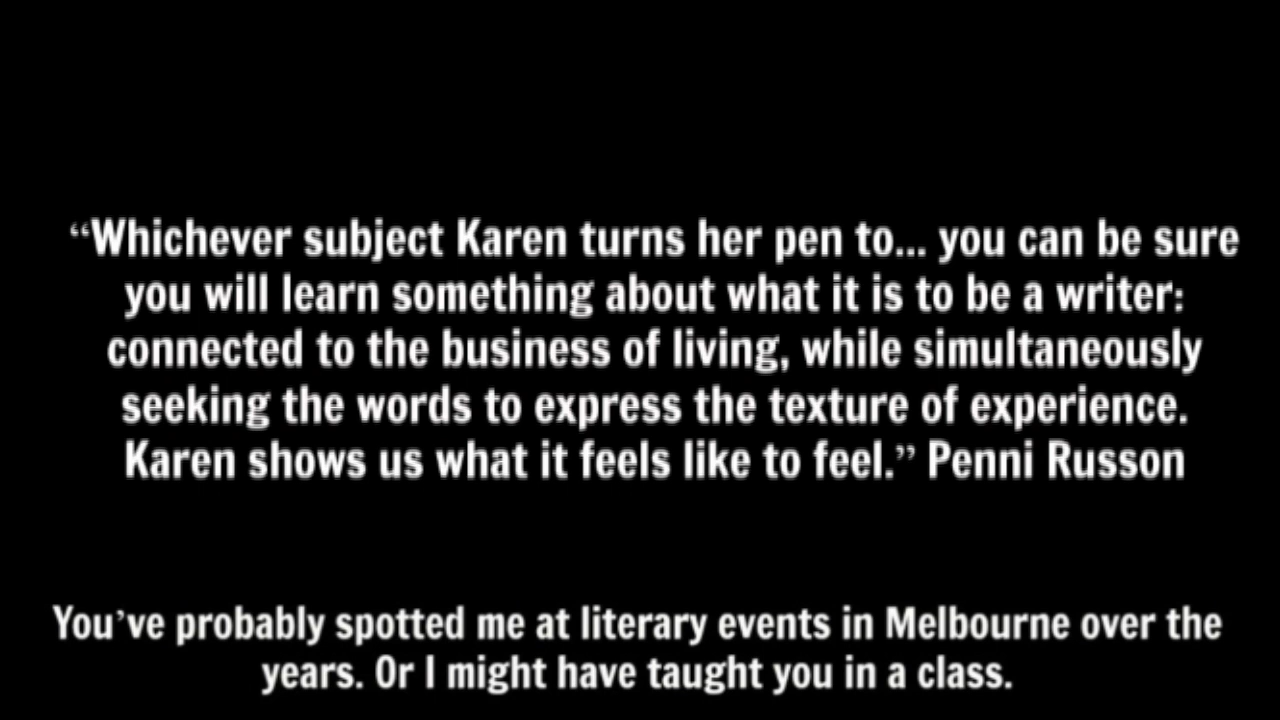 “Whichever subject Karen turns her pen to... you can be sure
you will learn something about what it is to be a writer:
connected to the business of living, while simultaneously
seeking the words to express the texture of experience.
Karen shows us what it feels like to feel.” Penni Russon
You’ve probably spotted me at literary events in Melbourne over the
years. Or I might have taught you in a class.